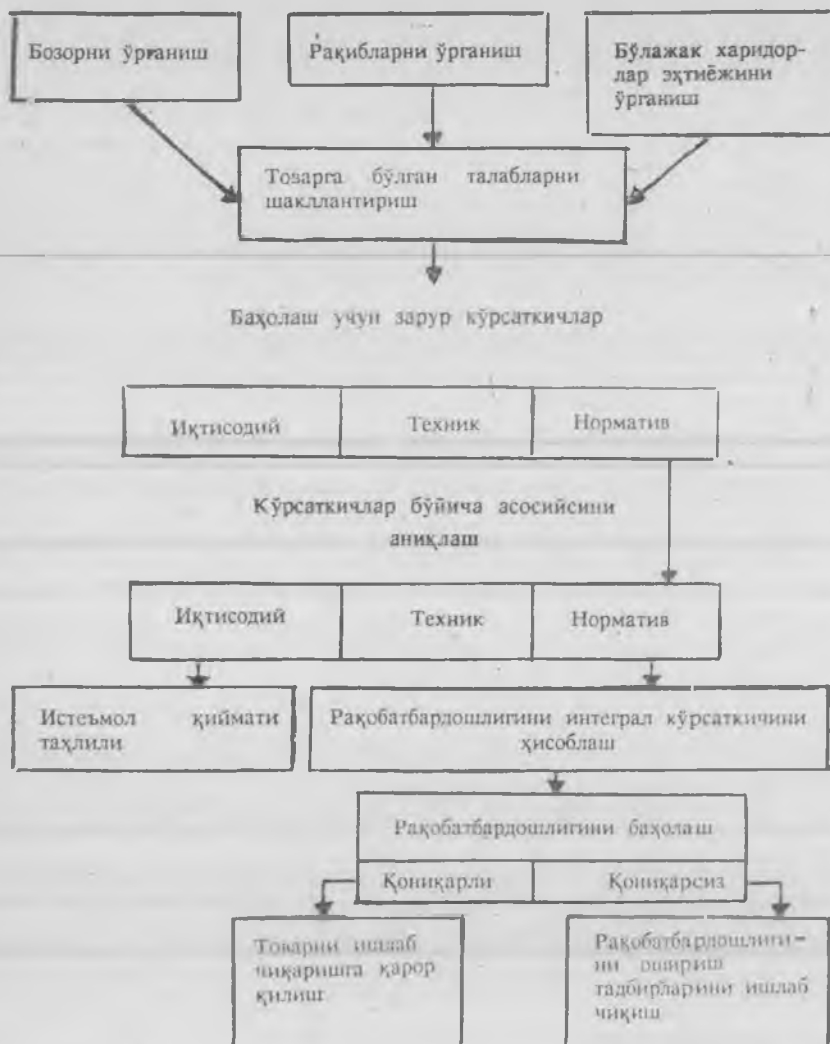 Бозорни ўрганиш
Рақибларни ўрганиш
Бўлажак харидор-
лар эҳтиёжини
ўрганиш
Товарга бўлган талабларни
шакллантириш
Баҳолаш учун зарур кўрсаткичлар
Иқтисодий
Техник
Норматив
Кўрсаткичлар бўйича асосийсини
аниқлаш
Иқтисодий
Техник
Норматив
Истеъмол қиймати
таҳлили
Рақобатбардошлигини интеграл кўрсаткичини
ҳисоблаш
Рақобатбардошлигини баҳолаш
Қониқарли
Қониқарсиз
Товарни ишлаб
чиқаришга қарор
қилиш
Рақобатбардошлиги-
ни ошириш
тадбирларини ишлаб
чиқиш